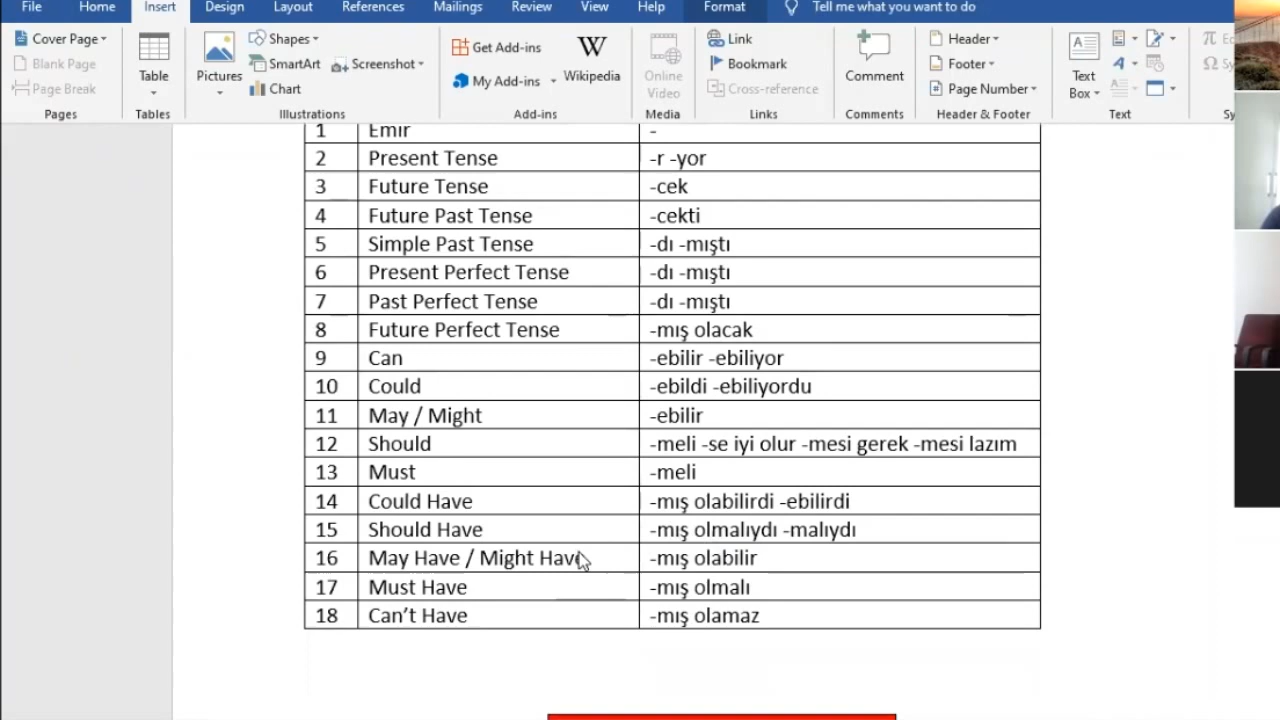 File Home Insert Design Layout References Mailings Review View Help Format Tell me what you want to do
Cover Page
Blank Page
Page Break
Pages
Table
Tables
Pictures
Shapes
SmartArt
Chart
Screenshot
Illustrations
Get Add-ins
My Add-ins
Wikipedia
Add-ins
Online
Video
Media
Link
Bookmark
Cross-reference
Links
Comment
Comments
Header
Footer
Page Number
Header & Footer
Text
Box
Text
1 Emir -
2 Present Tense -r -yor
3 Future Tense -cek
4 Future Past Tense -cekti
5 Simple Past Tense -dı -mıştı
6 Present Perfect Tense -dı -mıştı
7 Past Perfect Tense -dı -mıştı
8 Future Perfect Tense -mış olacak
9 Can -ebilir -ebiliyor
10 Could -ebildi -ebiliyordu
11 May / Might -ebilir
12 Should -meli -se iyi olur -mesi gerek -mesi lazım
13 Must -meli
14 Could Have -mış olabilirdi -ebilirdi
15 Should Have -mış olmalıydı -malıydı
16 May Have / Might Have -mış olabilir
17 Must Have -mış olmalı
18 Can’t Have -mış olamaz